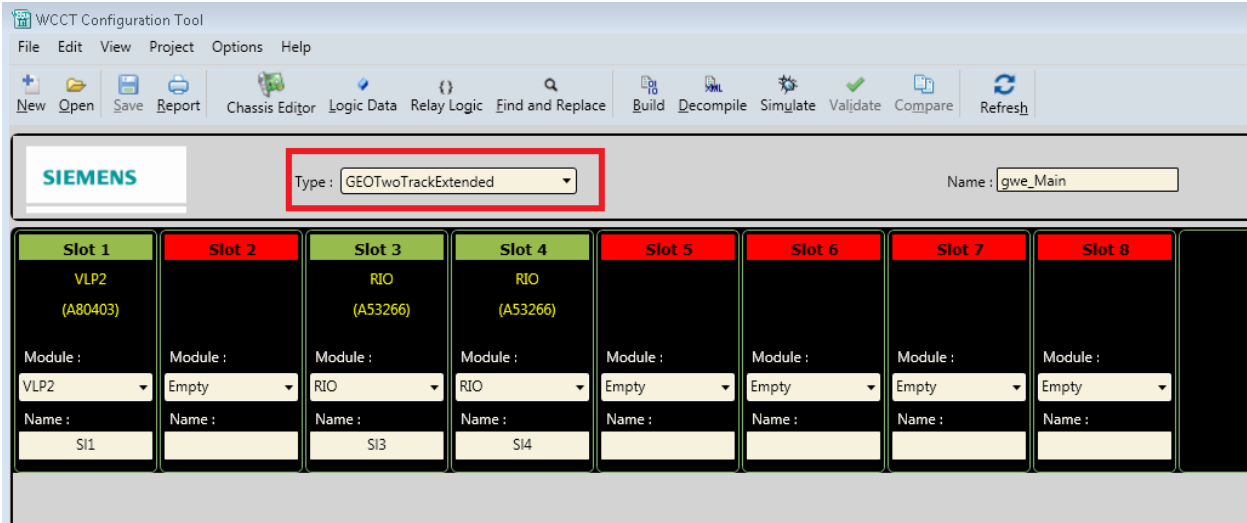 WCCT Configuration Tool
File Edit View Project Options Help
New Open Save Report Chassis Editor Logic Data Relay Logic Find and Replace Build Decompile Simulate Validate Compare Refresh
SIEMENS Type : GEOTwoTrackExtended Name : gwe_Main
Slot 1 Slot 2 Slot 3 Slot 4 Slot 5 Slot 6 Slot 7 Slot 8
VLP2 RIO RIO
(A80403) (A53266) (A53266)
Module : Module : Module : Module : Module : Module : Module : Module :
VLP2 Empty RIO RIO Empty Empty Empty Empty
Name : Name : Name : Name : Name : Name : Name : Name :
SI1 SI3 SI4